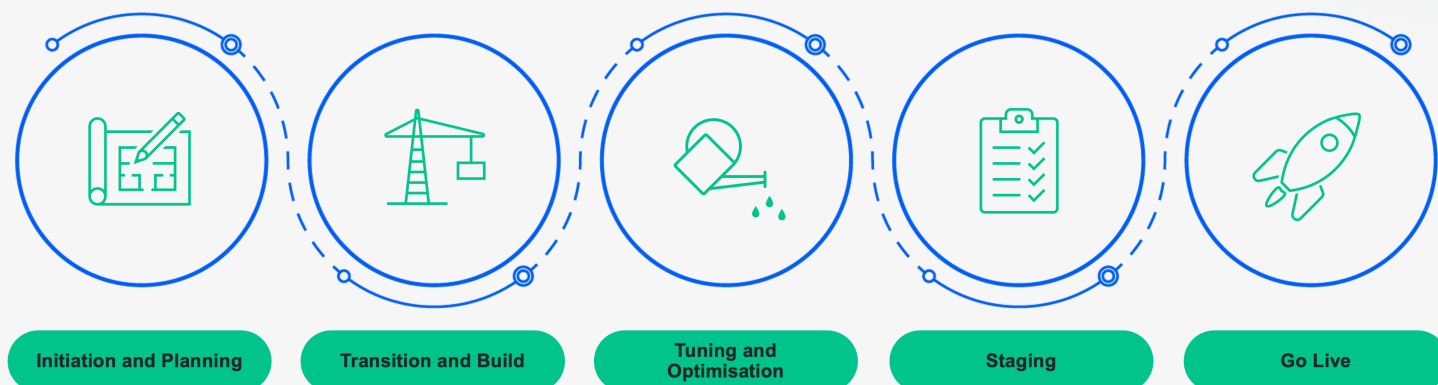 Initiation and Planning
Transition and Build
Tuning and
Optimisation
Staging
Go Live